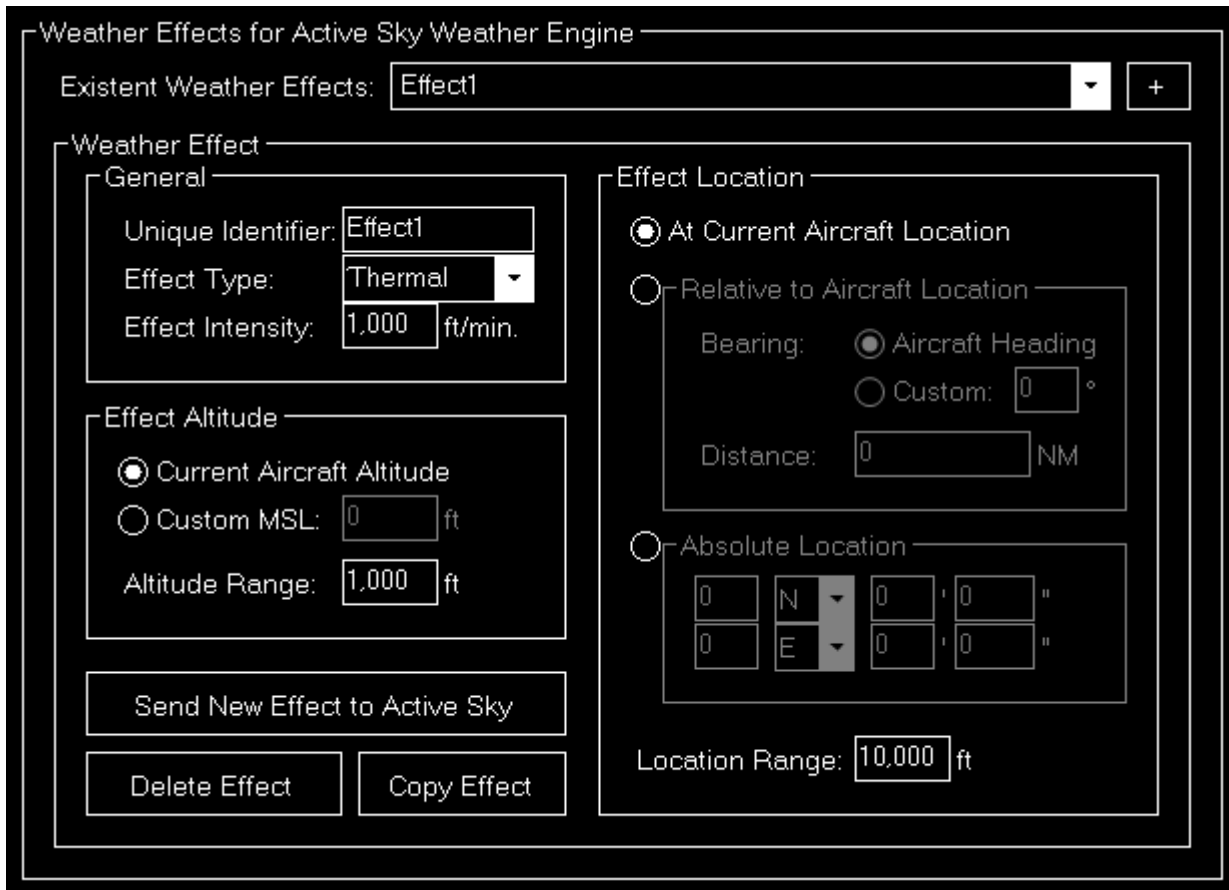 Weather Effects for Active Sky Weather Engine
Existent Weather Effects: Effect1 +
Weather Effect
General
Unique Identifier: Effect1
Effect Type: Thermal
Effect Intensity: 1,000 ft/min.
Effect Altitude
Current Aircraft Altitude
Custom MSL: 0 ft
Altitude Range: 1,000 ft
Send New Effect to Active Sky
Delete Effect Copy Effect
Effect Location
At Current Aircraft Location
Relative to Aircraft Location
Bearing: Aircraft Heading
Custom: 0 °
Distance: 0 NM
Absolute Location
0 N 0 ' 0 "
0 E 0 ' 0 "
Location Range: 10,000 ft